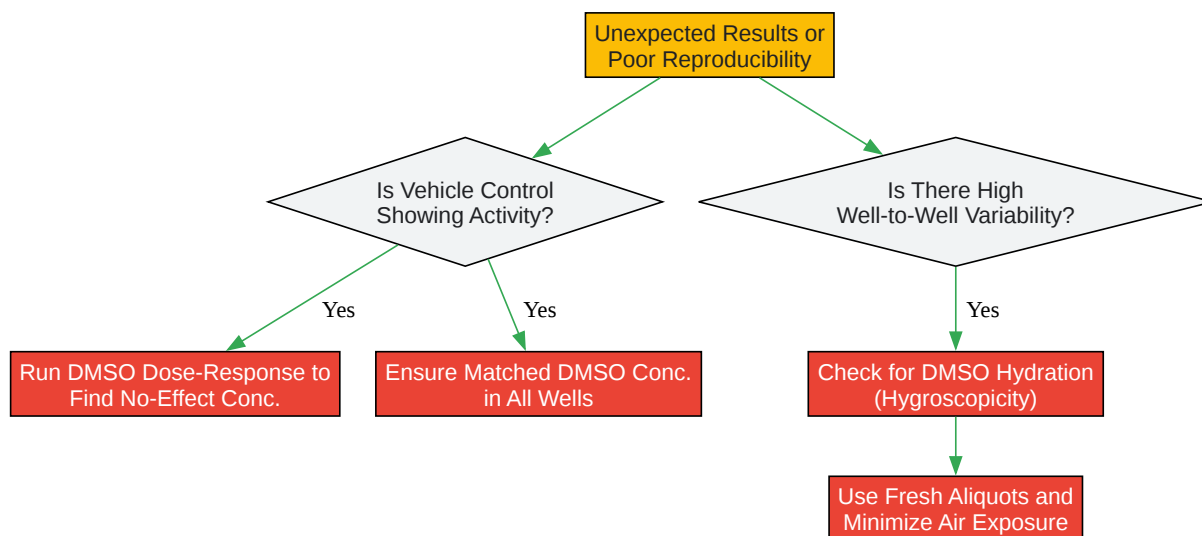 Unexpected Results or
Poor Reproducibility
Is Vehicle Control
Showing Activity?
Is There High
Well-to-Well Variability?
Yes
Yes
Yes
Run DMSO Dose-Response to
Find No-Effect Conc.
Ensure Matched DMSO Conc.
in All Wells
Check for DMSO Hydration
(Hygroscopicity)
Use Fresh Aliquots and
Minimize Air Exposure